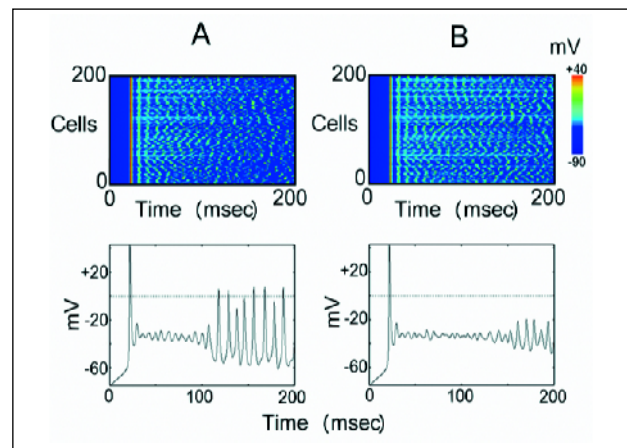 A B
mV
200 200 +40
Cells Cells
-90
0 0
0 200 0 200
Time (msec) Time (msec)
+20 +20
mV mV
-20 -20
-60 -60
0 100 200 0 100 200
Time (msec)